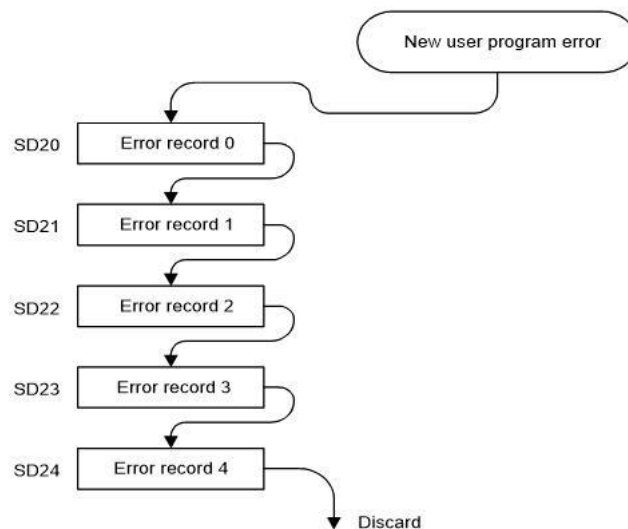 New user program error
SD20 Error record 0
SD21 Error record 1
SD22 Error record 2
SD23 Error record 3
SD24 Error record 4
Discard